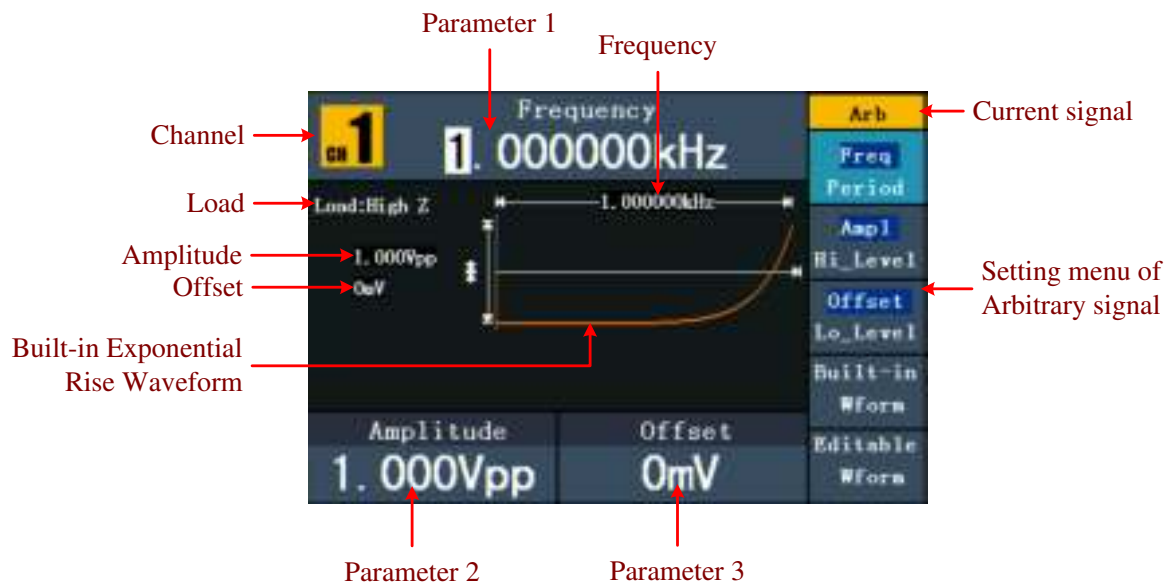 Parameter 1
Frequency
Channel
Load
Amplitude
Offset
Built-in Exponential
Rise Waveform
CH 1
Frequency
1.000000kHz
Load:High Z
1.000000kHz
1.000Vpp
0mV
Amplitude
1.000Vpp
Offset
0mV
Arb
Freq
Period
Ampl
Hi_Level
Offset
Lo_Level
Built-in
Wform
Editable
Wform
Current signal
Setting menu of
Arbitrary signal
Parameter 2
Parameter 3